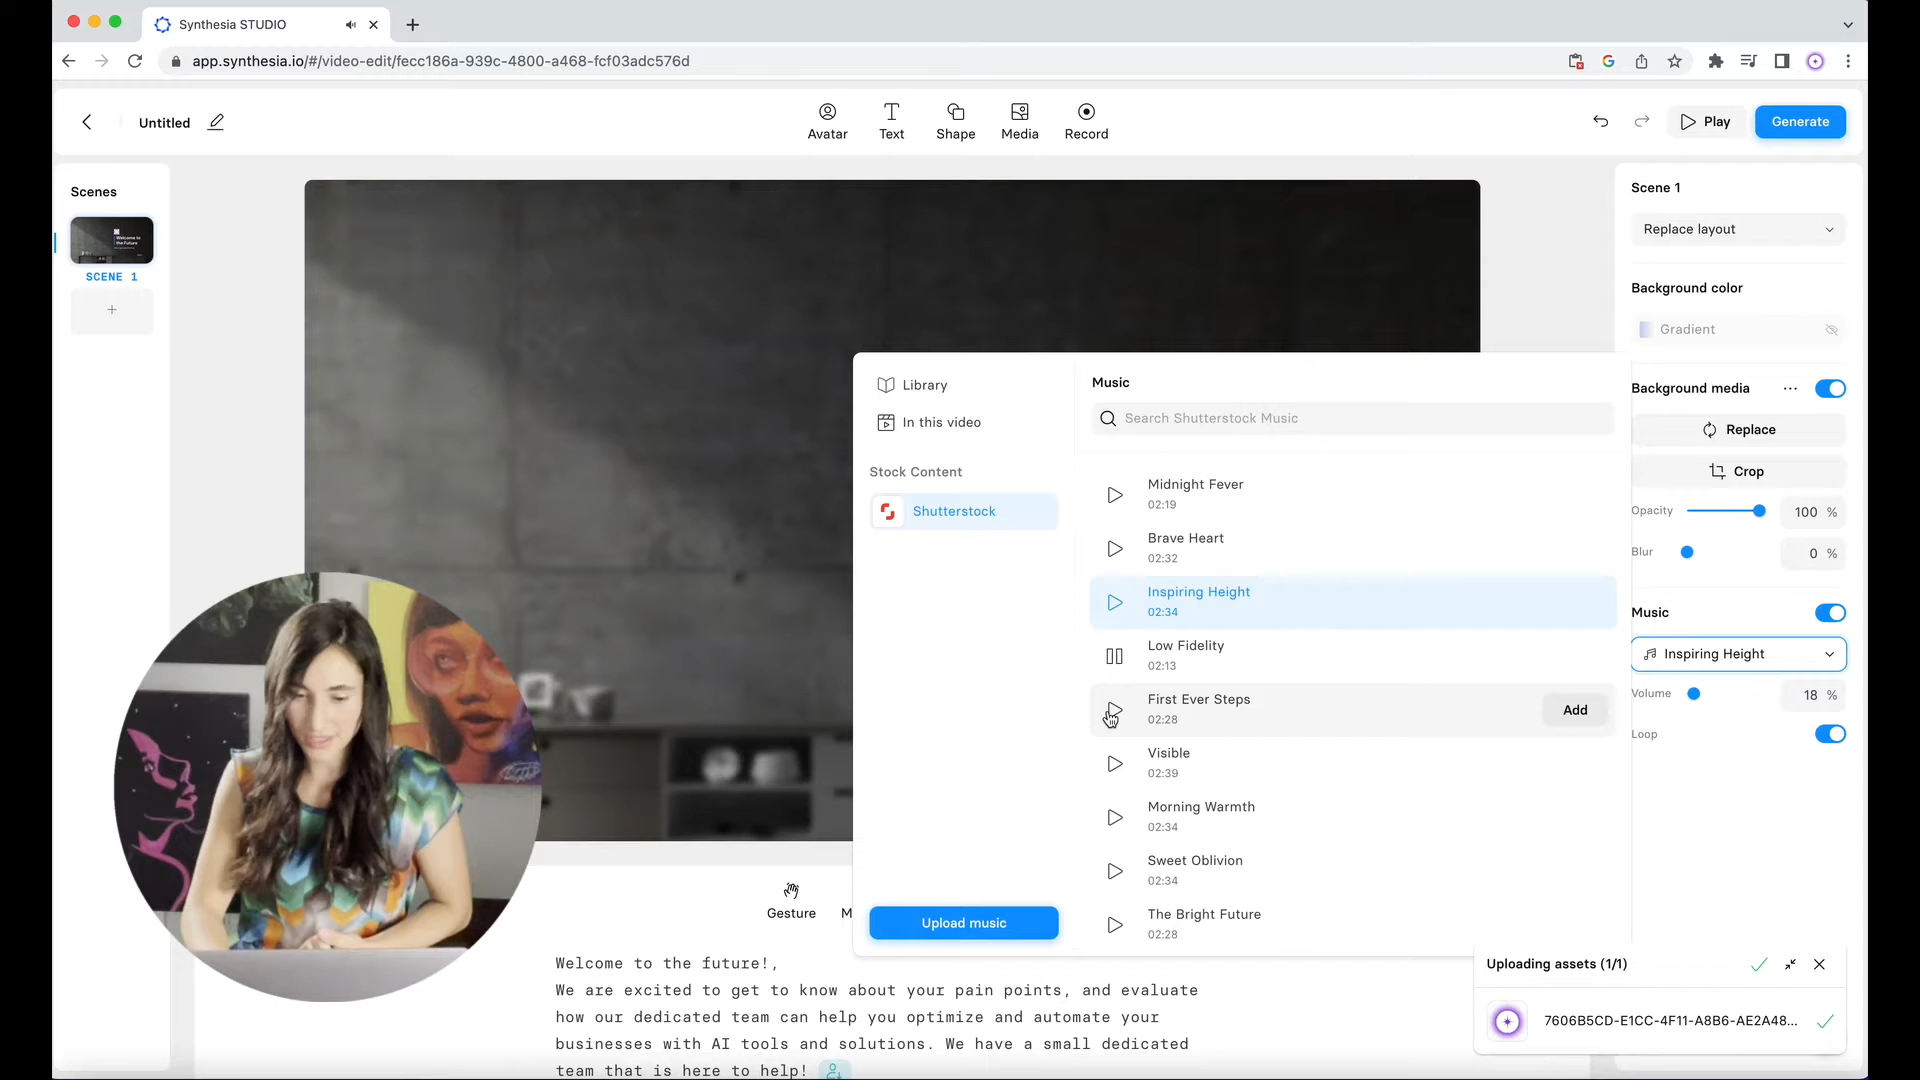 Synthesia STUDIO
app.synthesia.io/#/video-edit/fecc186a-939c-4800-a468-fcf03adc576d
Untitled
Avatar
Text
Shape
Media
Record
Play
Generate
Scenes
Welcome to
the Future
SCENE 1
Scene 1
Replace layout
Background color
Gradient
Background media
Replace
Crop
Opacity
100 %
Blur
0 %
Music
Inspiring Height
Volume
18 %
Loop
Library
In this video
Stock Content
Shutterstock
Upload music
Music
Search Shutterstock Music
Midnight Fever
02:19
Brave Heart
02:32
Inspiring Height
02:34
Low Fidelity
02:13
First Ever Steps
02:28
Add
Visible
02:39
Morning Warmth
02:34
Sweet Oblivion
02:34
The Bright Future
02:28
Gesture
M
Welcome to the future!,
We are excited to get to know about your pain points, and evaluate
how our dedicated team can help you optimize and automate your
businesses with AI tools and solutions. We have a small dedicated
team that is here to help!
Uploading assets (1/1)
7606B5CD-E1CC-4F11-A8B6-AE2A48...